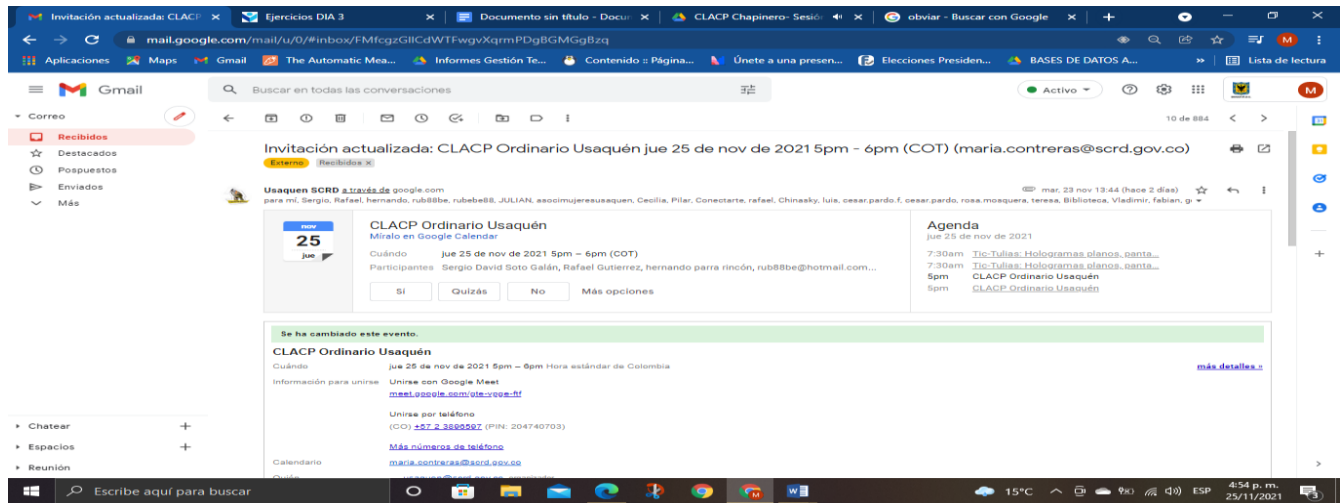 Invitación actualizada: CLACP
Ejercicios DIA 3
Documento sin título - Docun
CLACP Chapinero- Sesión
obviar - Buscar con Google
mail.google.com/mail/u/0/#inbox/FMfcgzGllCdWTFwgvXqrmPDgBGMGgBzq
M
Aplicaciones Maps Gmail The Automatic Mea... Informes Gestión Te... Contenido :: Página... Únete a una presen... Elecciones Presiden... BASES DE DATOS A... » Lista de lectura
Gmail
Buscar en todas las conversaciones
Activo
M
Correo
10 de 884
Recibidos
Destacados
Pospuestos
Enviados
Más
Invitación actualizada: CLACP Ordinario Usaquén jue 25 de nov de 2021 5pm - 6pm (COT) (maria.contreras@scrd.gov.co)
Externo Recibidos x
Usaquen SCRD a través de google.com
mar, 23 nov 13:44 (hace 2 días)
para mí, Sergio, Rafael, hernando, rub88be, rubebe88, JULIAN, asocimujeresusaquen, Cecilia, Pilar, Conectarte, rafael, Chinasky, luis, cesar.pardo.f, cesar.pardo, rosa.mosquera, teresa, Biblioteca, Vladimir, fabian, gi
nov
25
jue
CLACP Ordinario Usaquén
Míralo en Google Calendar
Cuándo jue 25 de nov de 2021 5pm – 6pm (COT)
Participantes Sergio David Soto Galán, Rafael Gutierrez, hernando parra rincón, rub88be@hotmail.com...
Sí Quizás No Más opciones
Agenda
jue 25 de nov de 2021
7:30am Tic-Tulias: Hologramas planos, panta...
7:30am Tic-Tulias: Hologramas planos, panta...
5pm CLACP Ordinario Usaquén
5pm CLACP Ordinario Usaquén
Se ha cambiado este evento.
CLACP Ordinario Usaquén
Cuándo jue 25 de nov de 2021 5pm – 6pm Hora estándar de Colombia
más detalles »
Información para unirse Unirse con Google Meet
meet.google.com/pte-vpge-ftf
Unirse por teléfono
(CO) +57 2 3896597 (PIN: 204740703)
Más números de teléfono
Calendario maria.contreras@scrd.gov.co
Chatear
Espacios
Reunión
Escribe aquí para buscar
15°C
ESP
4:54 p. m.
25/11/2021